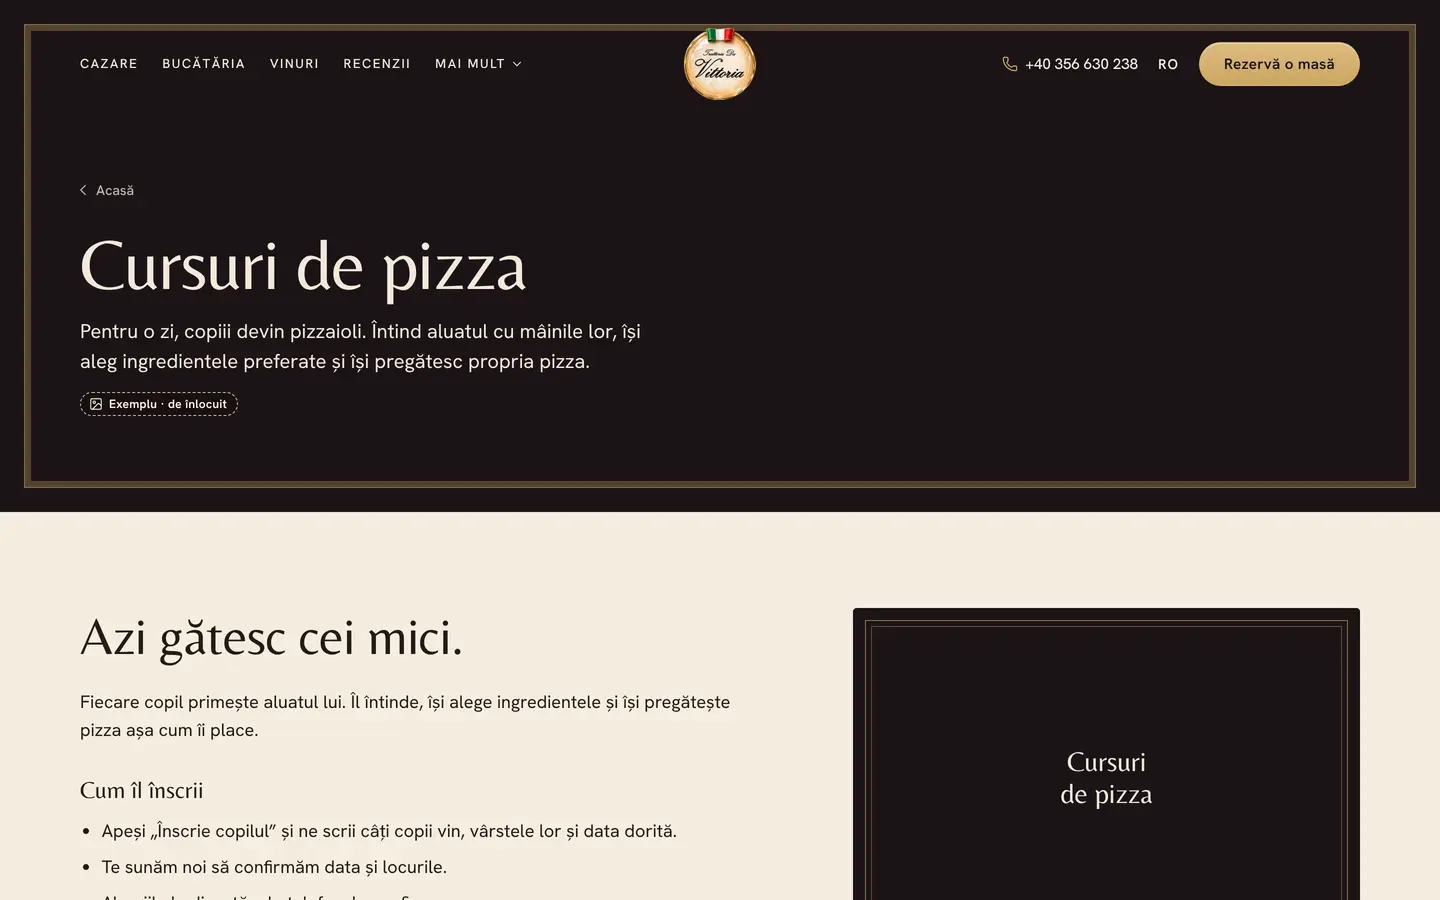 CAZARE BUCĂTĂRIA VINURI RECENZII MAI MULT
Trattoria Da
Vittoria
+40 356 630 238 RO Rezervă o masă
Acasă
Cursuri de pizza
Pentru o zi, copiii devin pizzaioli. Întind aluatul cu mâinile lor, își
aleg ingredientele preferate și își pregătesc propria pizza.
Exemplu · de înlocuit
Azi gătesc cei mici.
Fiecare copil primește aluatul lui. Îl întinde, își alege ingredientele și își pregătește
pizza așa cum îi place.
Cum îl înscrii
• Apeși „Înscrie copilul” și ne scrii câți copii vin, vârstele lor și data dorită.
• Te sunăm noi să confirmăm data și locurile.
Cursuri
de pizza